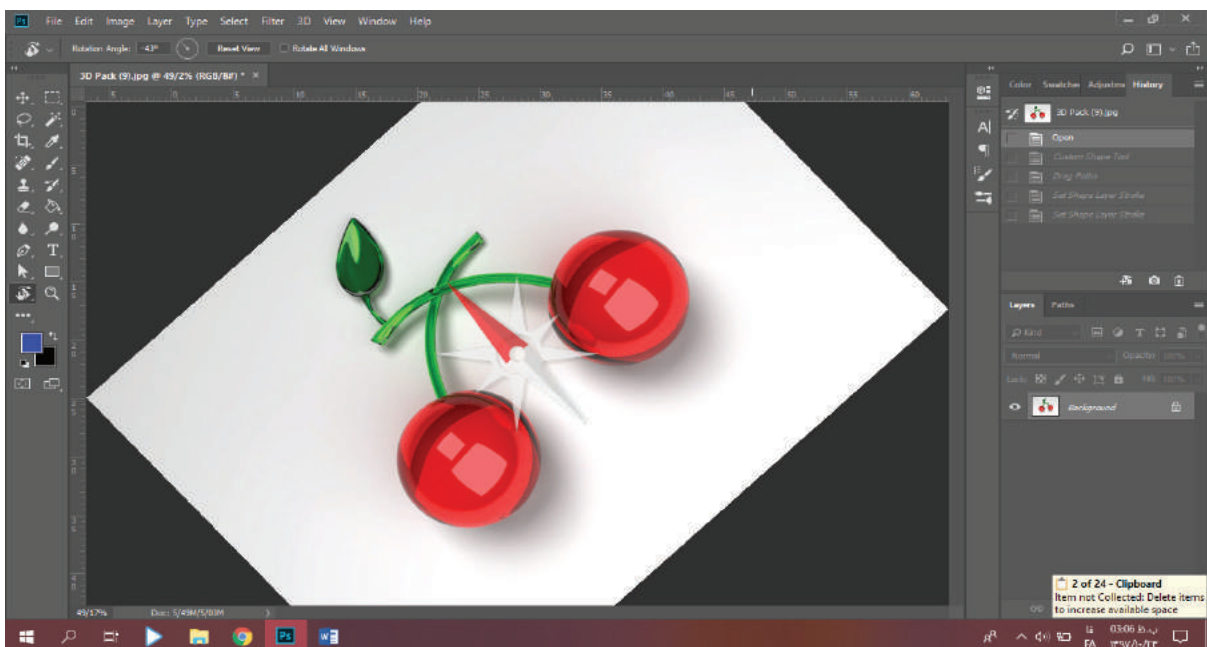 Ps File Edit Image Layer Type Select Filter 3D View Window Help
Rotation Angle: -43° Reset View Rotate All Windows
3D Pack (9).jpg @ 49/2% (RGB/8#) * ×
Color Swatches Adjustme History
3D Pack (9).jpg
Open
Custom Shape Tool
Drag Paths
Set Shape Layer Stroke
Set Shape Layer Stroke
Layers Paths
Kind
Normal Opacity: 100%
Lock: Fill: 100%
Background
49/17% Doc: 5/49M/5/03M
2 of 24 - Clipboard
Item not Collected: Delete items
to increase available space
Ps
03:06 ب.ظ
FA